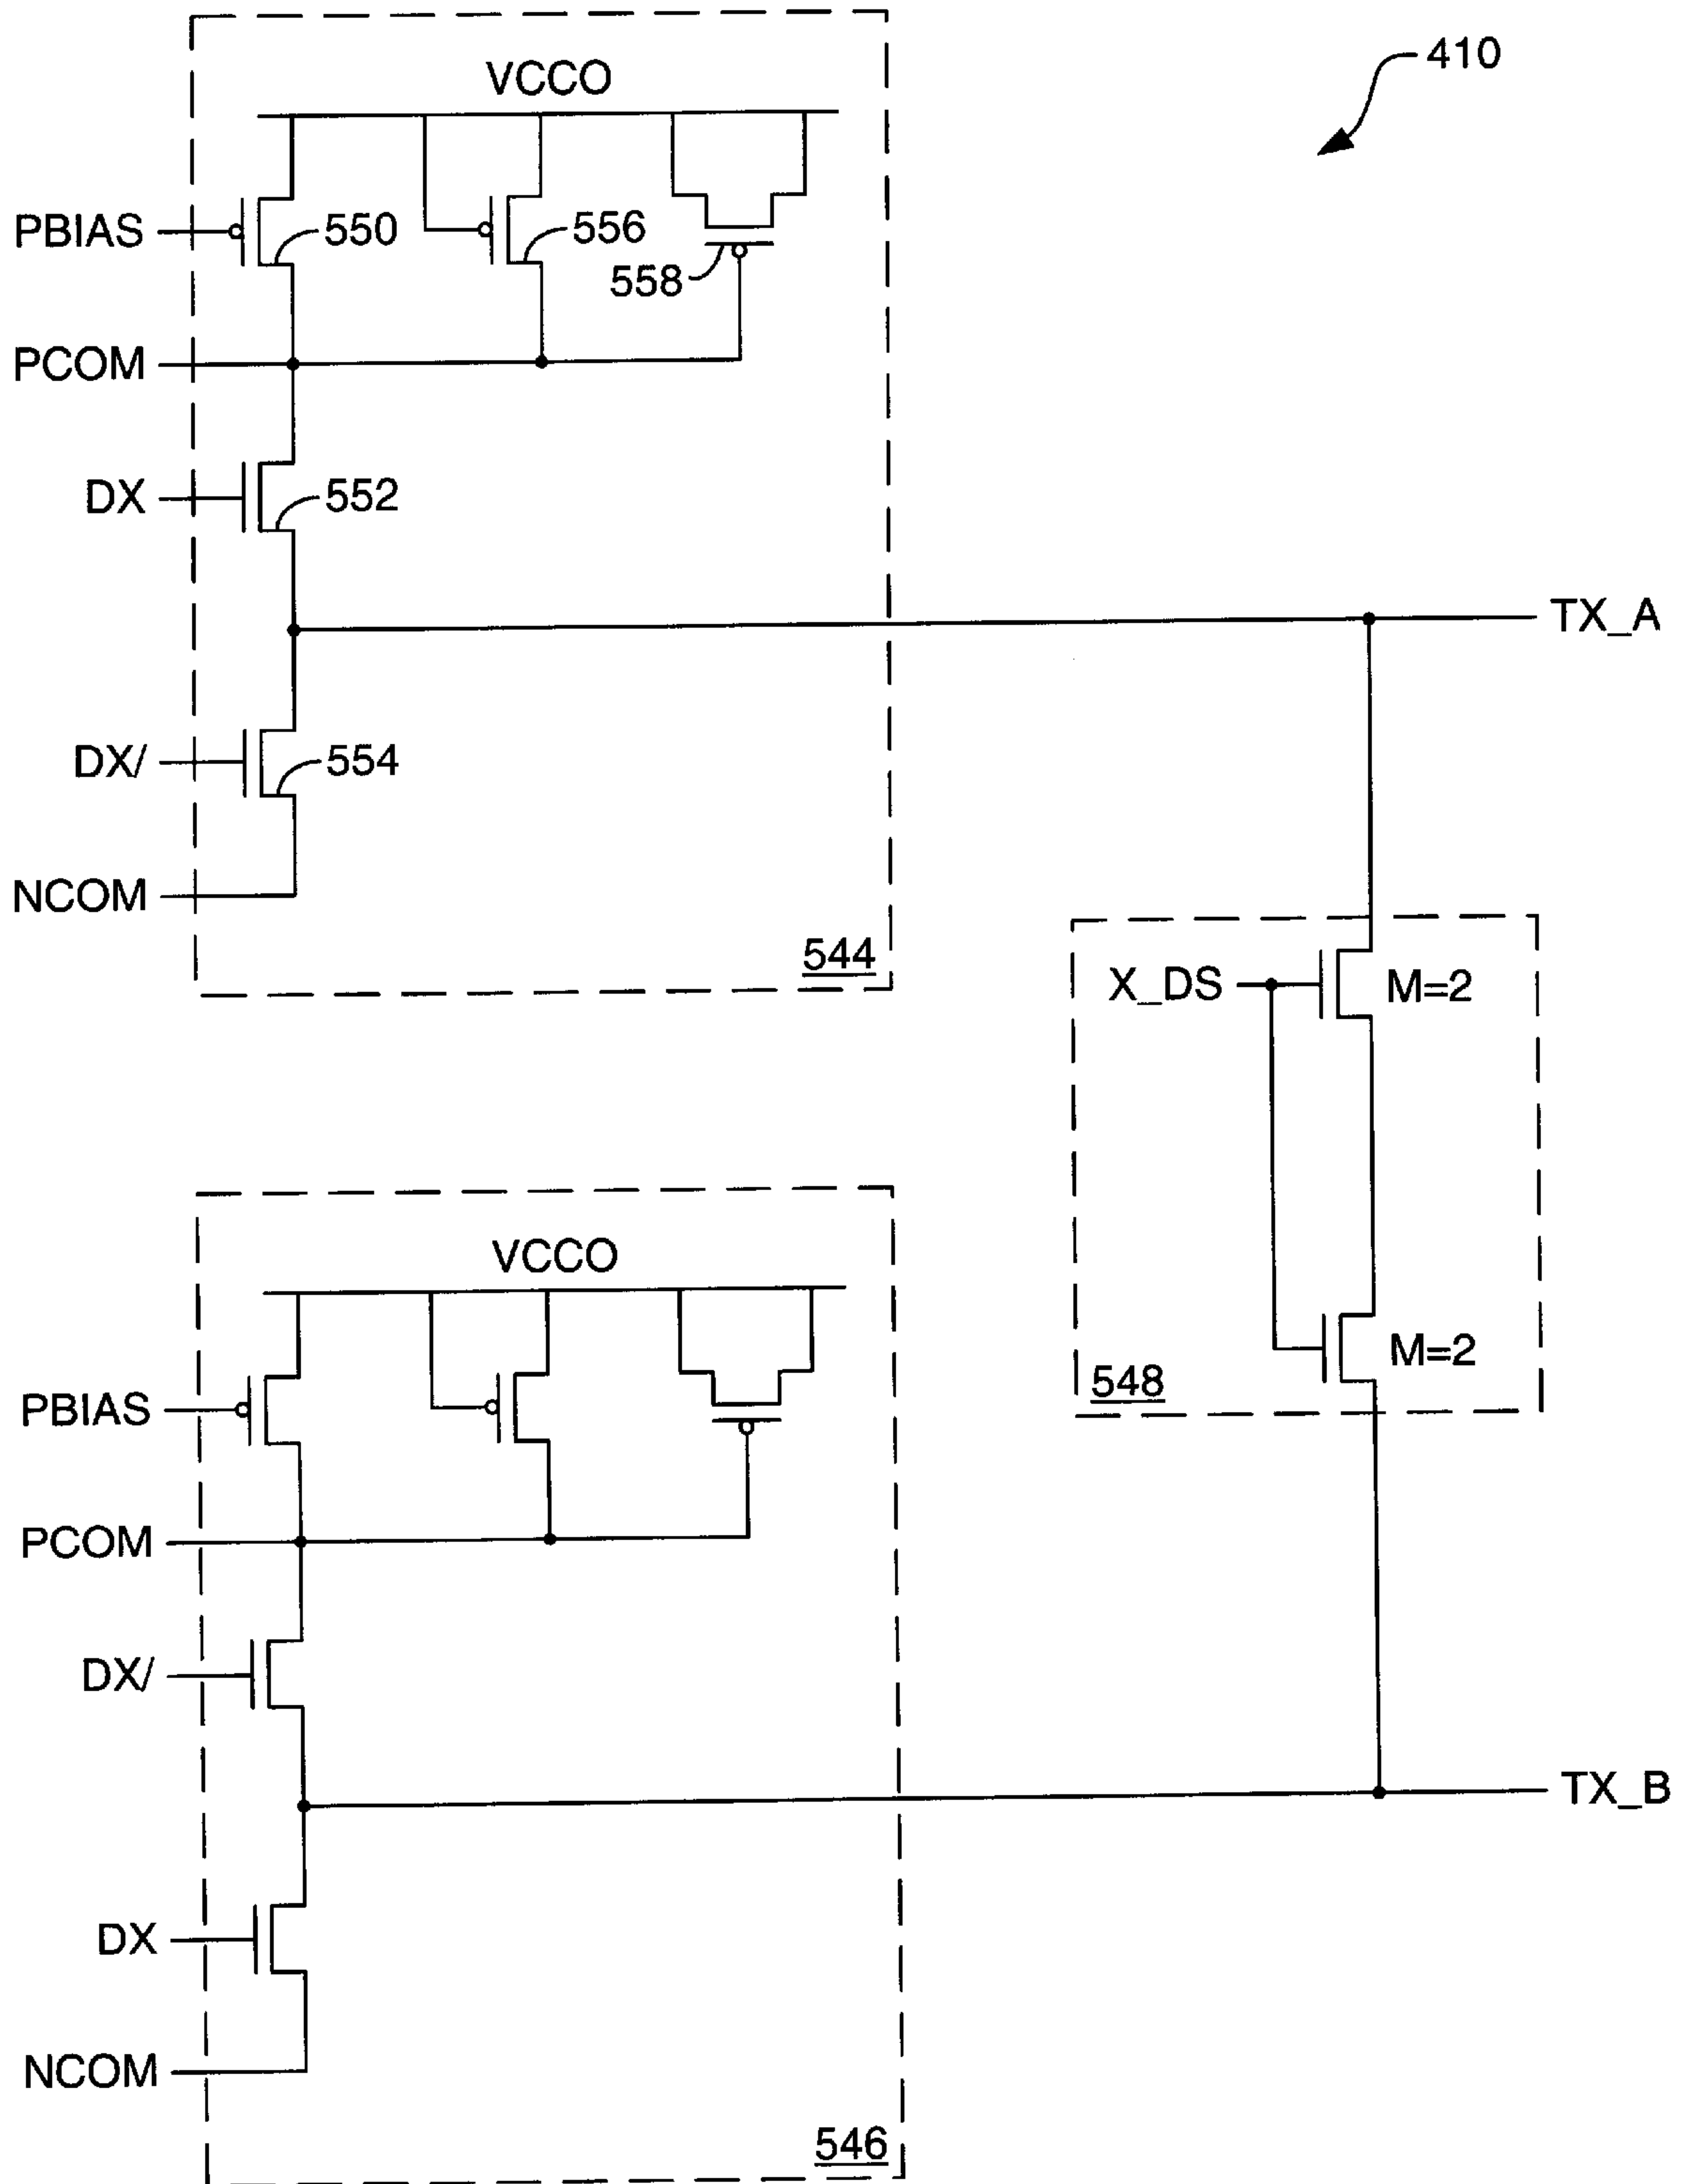 410
VCCO
PBIAS
550
556
558
PCOM
DX
552
TX_A
DX/
554
NCOM
544
X_DS
M=2
VCCO
M=2
548
PBIAS
PCOM
DX/
TX_B
DX
NCOM
546